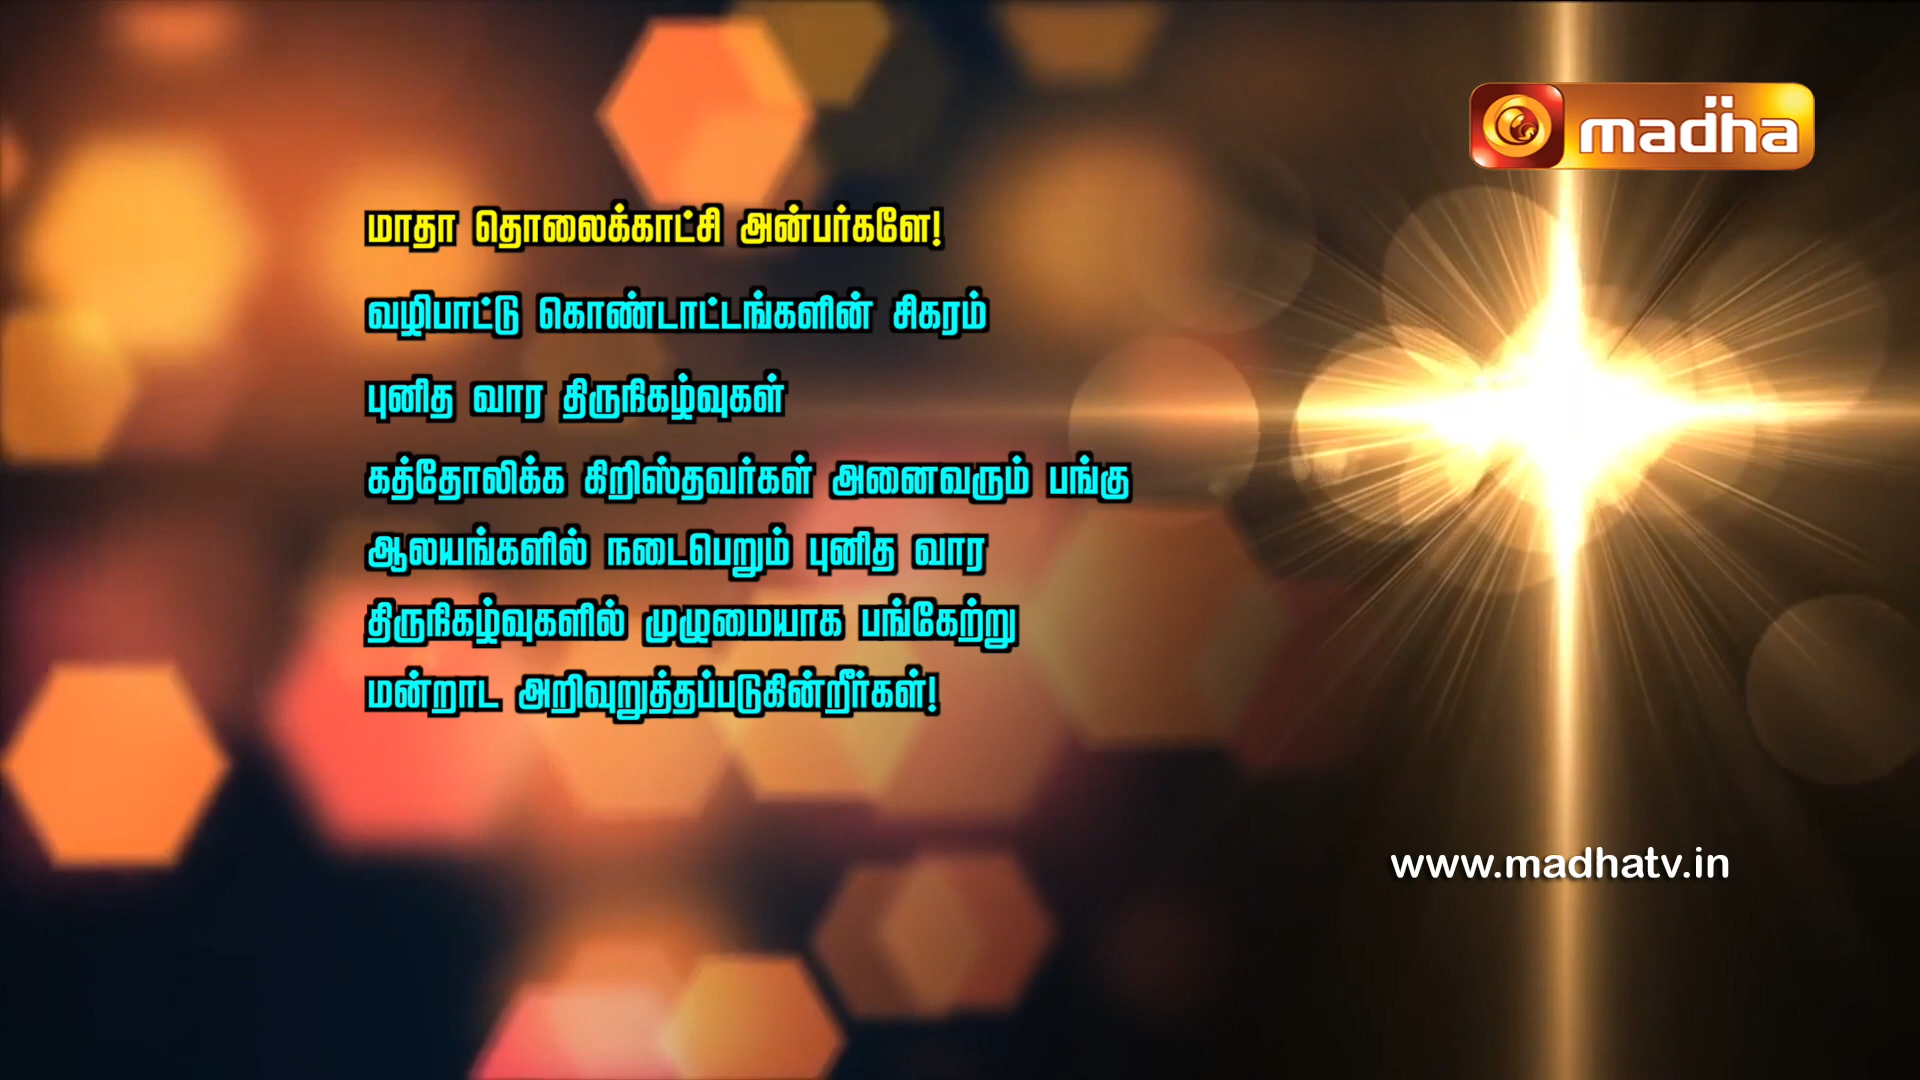 madha
மாதா தொலைக்காட்சி அன்பர்களே!
வழிபாட்டு கொண்டாட்டங்களின் சிகரம்
புனித வார திருநிகழ்வுகள்
கத்தோலிக்க கிறிஸ்தவர்கள் அனைவரும் பங்கு
ஆலயங்களில் நடைபெறும் புனித வார
திருநிகழ்வுகளில் முழுமையாக பங்கேற்று
மன்றாட அறிவுறுத்தப்படுகின்றீர்கள்!
www.madhatv.in